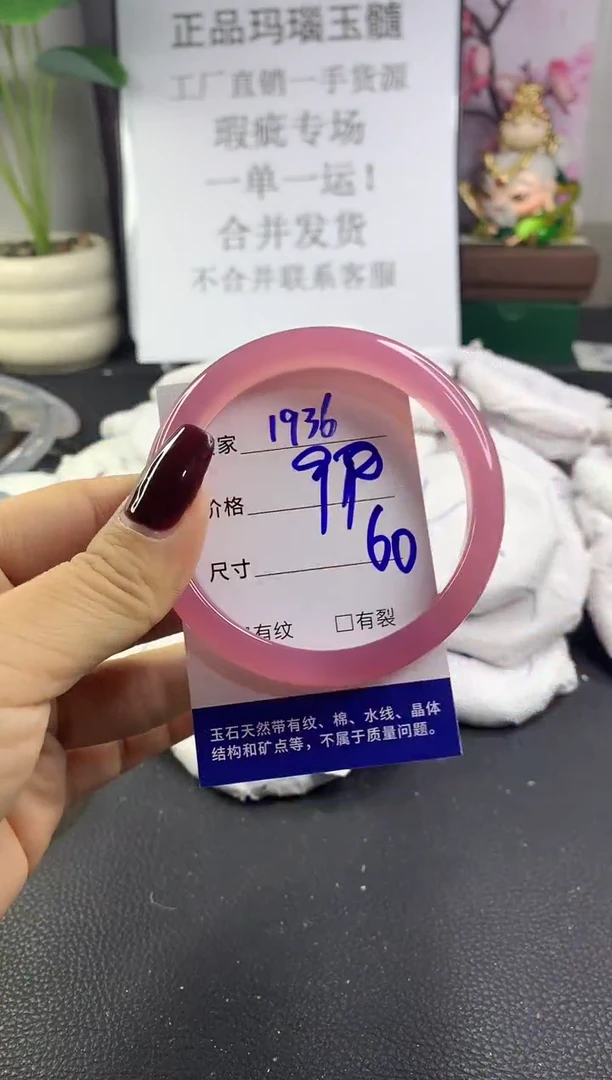 正品玛瑙玉髓
工厂直销一手货源
瑕疵专场
一单一运！
合并发货
不合并联系客服
家 1936
价格
尺寸 60
有纹 □有裂
玉石天然带有纹、棉、水线、晶体
结构和矿点等，不属于质量问题。